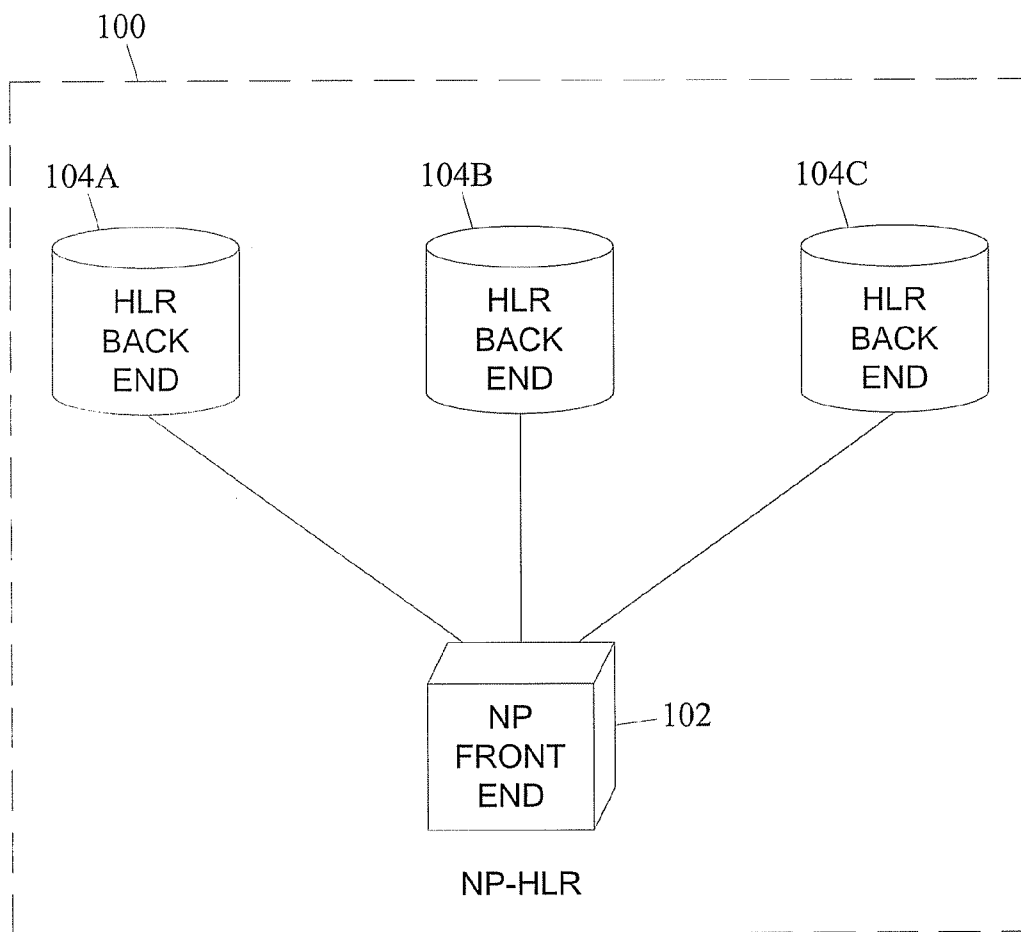 100
104A
104B
104C
HLR
BACK
END
HLR
BACK
END
HLR
BACK
END
NP
FRONT
END
102
NP-HLR